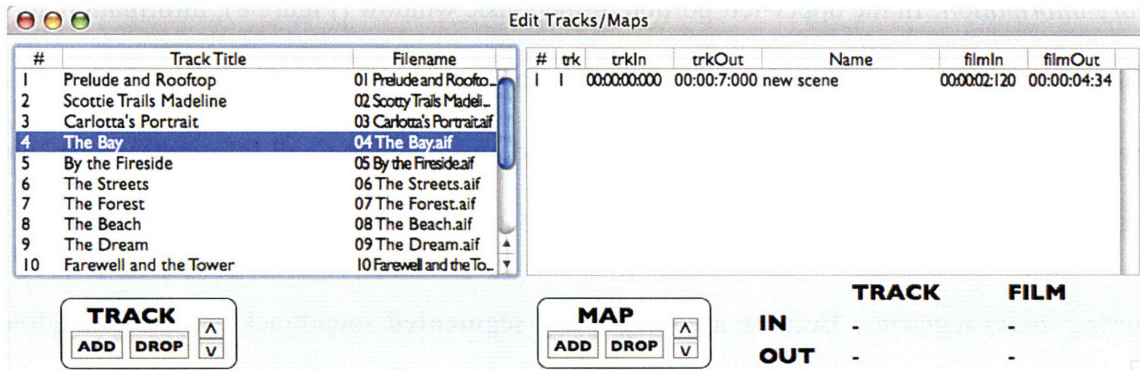 Edit Tracks/Maps
# Track Title Filename
1 Prelude and Rooftop 01 Prelude and Roofto...
2 Scottie Trails Madeline 02 Scotty Trails Madeli...
3 Carlotta's Portrait 03 Carlotta's Portrait.aif
4 The Bay 04 The Bay.aif
5 By the Fireside 05 By the Fireside.aif
6 The Streets 06 The Streets.aif
7 The Forest 07 The Forest.aif
8 The Beach 08 The Beach.aif
9 The Dream 09 The Dream.aif
10 Farewell and the Tower 10 Farewell and the To...
# trk trkIn trkOut Name filmIn filmOut
1 1 00:00:00:000 00:00:7:000 new scene 00:00:02:120 00:00:04:34
TRACK
ADD DROP
MAP
ADD DROP
TRACK FILM
IN
OUT - -